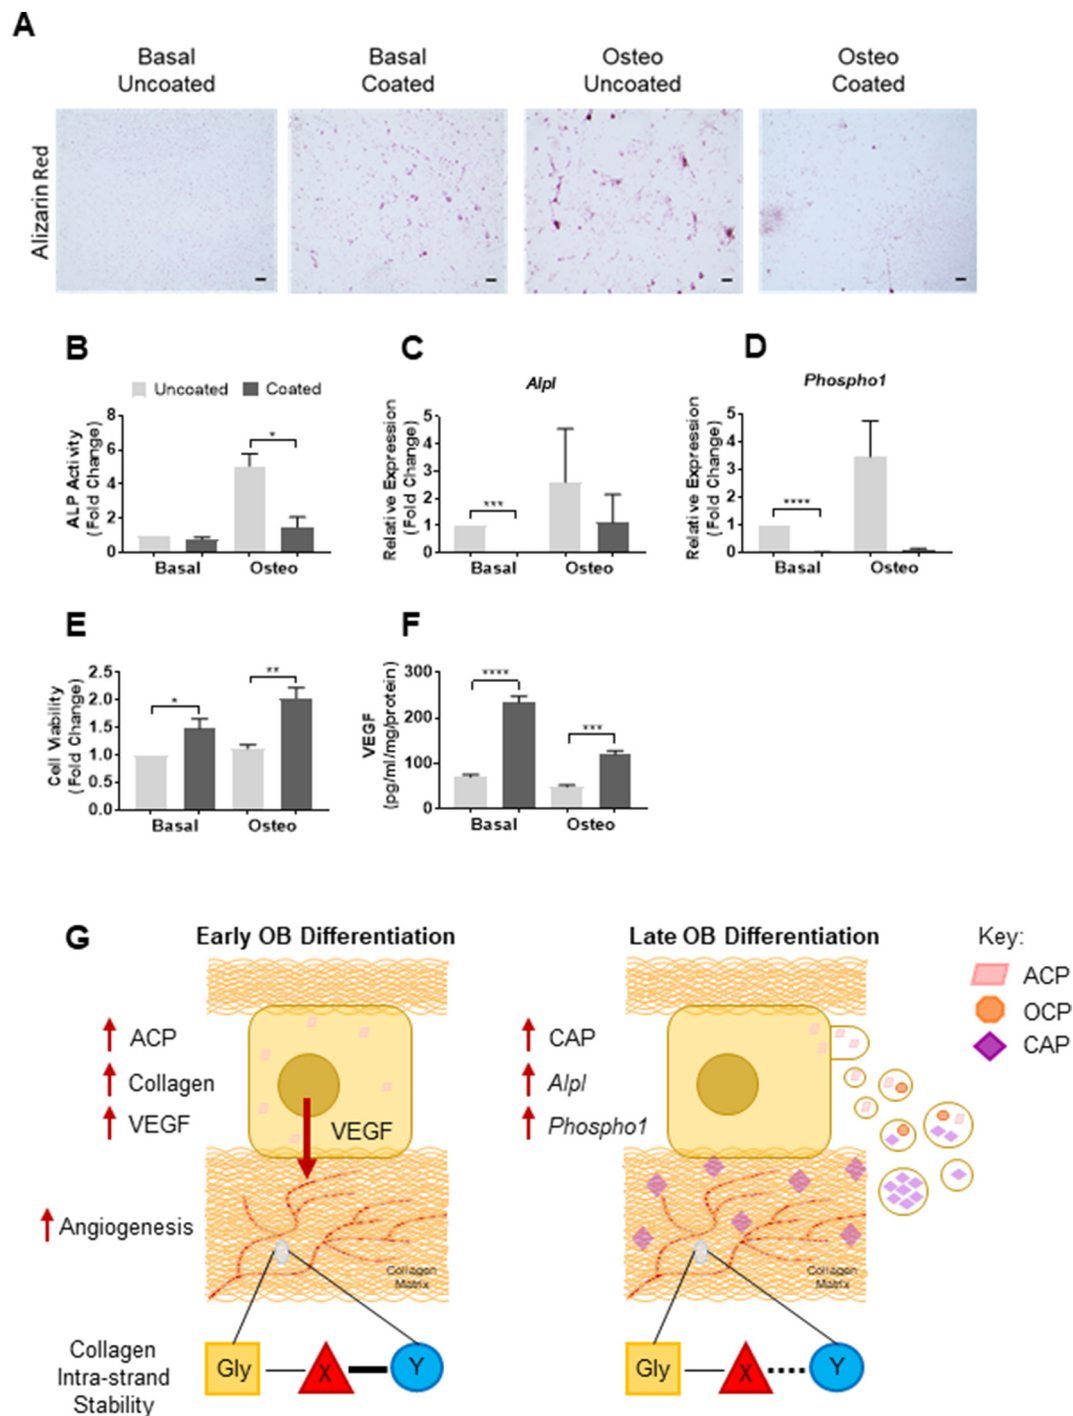 A
Basal
Uncoated
Basal
Coated
Osteo
Uncoated
Osteo
Coated
Alizarin Red
B
Uncoated Coated
ALP Activity
(Fold Change)
8
6
4
2
0
*
Basal Osteo
C
Alpl
Relative Expression
(Fold Change)
5
4
3
2
1
0
***
Basal Osteo
D
Phospho1
Relative Expression
(Fold Change)
5
4
3
2
1
0
****
Basal Osteo
E
Cell Viability
(Fold Change)
2.5
2.0
1.5
1.0
0.5
0.0
*
**
Basal Osteo
F
VEGF
(pg/ml/mg/protein)
300
200
100
0
****
***
Basal Osteo
G
Early OB Differentiation
ACP
Collagen
VEGF
VEGF
Angiogenesis
Collagen
Matrix
Collagen
Intra-strand
Stability
Gly
X
Y
Late OB Differentiation
CAP
Alpl
Phospho1
Collagen
Matrix
Gly
X
Y
Key:
ACP
OCP
CAP